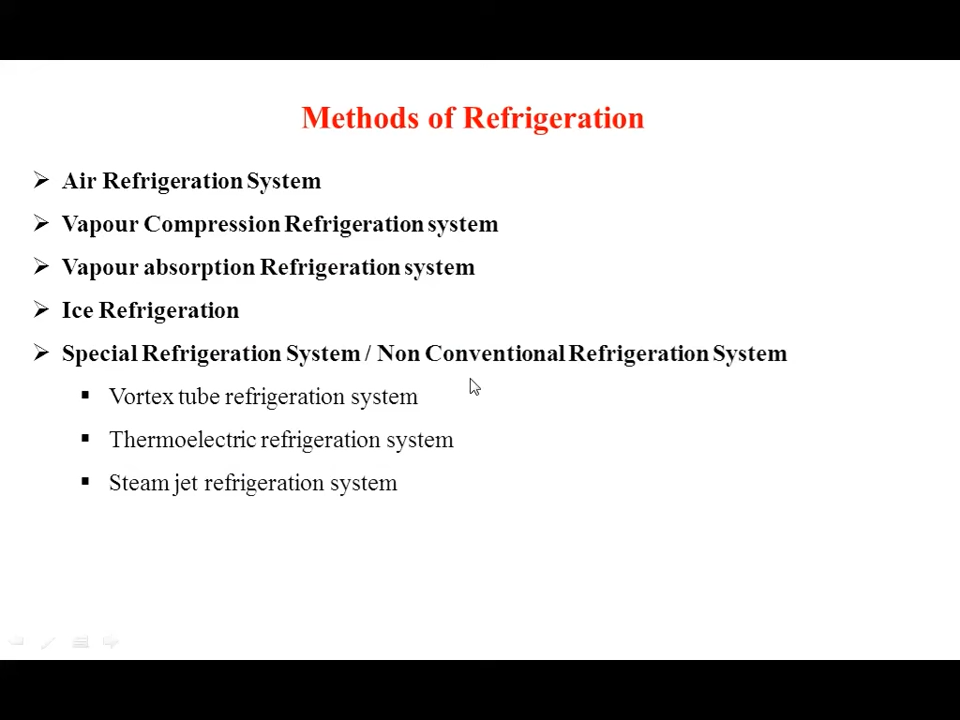 Methods of Refrigeration
Air Refrigeration System
Vapour Compression Refrigeration system
Vapour absorption Refrigeration system
Ice Refrigeration
Special Refrigeration System / Non Conventional Refrigeration System
Vortex tube refrigeration system
Thermoelectric refrigeration system
Steam jet refrigeration system